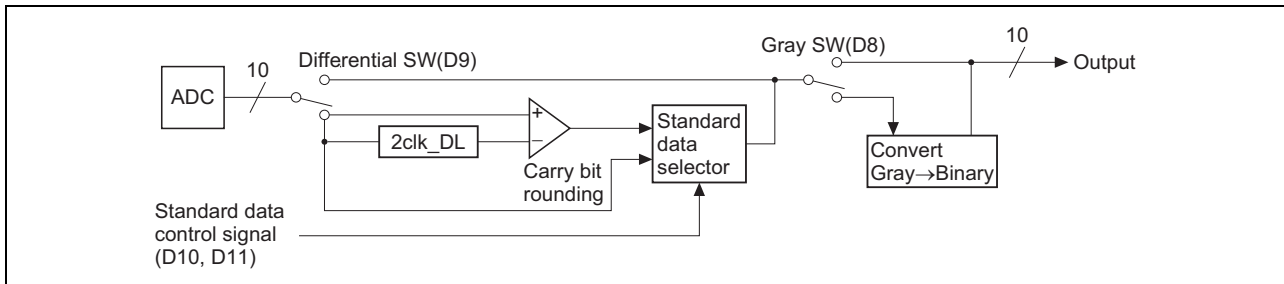 ADC
10
Differential SW(D9)
2clk_DL
+
−
Carry bit
rounding
Standard
data
selector
Standard data
control signal
(D10, D11)
Gray SW(D8)
Convert
Gray→Binary
10
Output